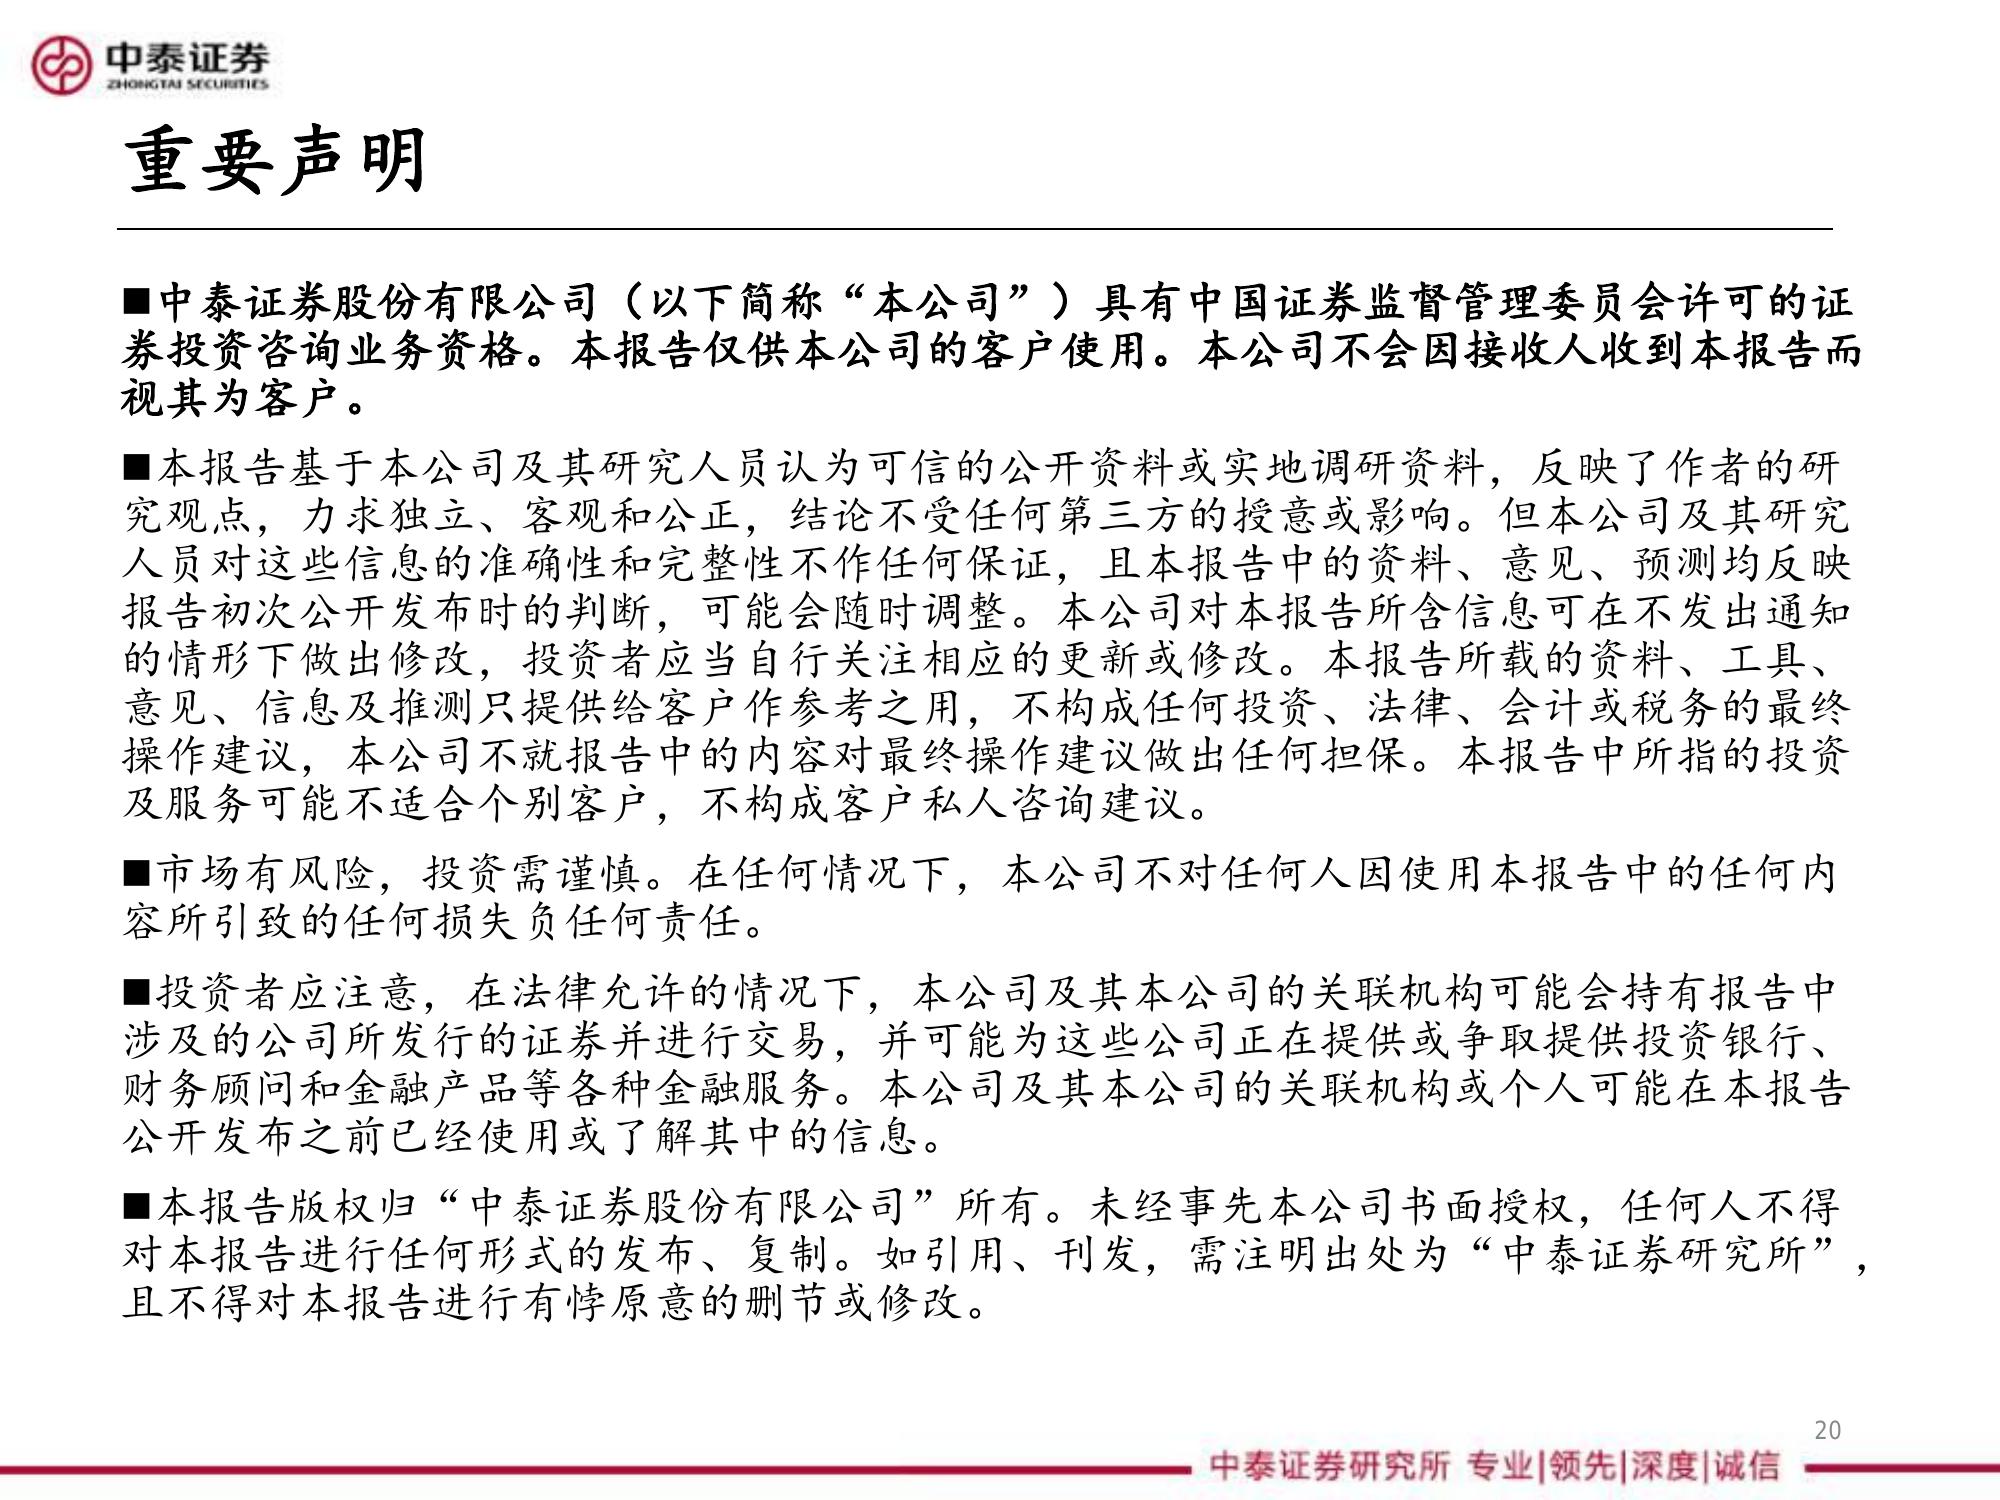 中泰证券
ZHONGTAI SECURITIES
重要声明
■中泰证券股份有限公司（以下简称“本公司”）具有中国证券监督管理委员会许可的证
券投资咨询业务资格。本报告仅供本公司的客户使用。本公司不会因接收人收到本报告而
视其为客户。
■本报告基于本公司及其研究人员认为可信的公开资料或实地调研资料，反映了作者的研
究观点，力求独立、客观和公正，结论不受任何第三方的授意或影响。但本公司及其研究
人员对这些信息的准确性和完整性不作任何保证，且本报告中的资料、意见、预测均反映
报告初次公开发布时的判断，可能会随时调整。本公司对本报告所含信息可在不发出通知
的情形下做出修改，投资者应当自行关注相应的更新或修改。本报告所载的资料、工具、
意见、信息及推测只提供给客户作参考之用，不构成任何投资、法律、会计或税务的最终
操作建议，本公司不就报告中的内容对最终操作建议做出任何担保。本报告中所指的投资
及服务可能不适合个别客户，不构成客户私人咨询建议。
■市场有风险，投资需谨慎。在任何情况下，本公司不对任何人因使用本报告中的任何内
容所引致的任何损失负任何责任。
■投资者应注意，在法律允许的情况下，本公司及其本公司的关联机构可能会持有报告中
涉及的公司所发行的证券并进行交易，并可能为这些公司正在提供或争取提供投资银行、
财务顾问和金融产品等各种金融服务。本公司及其本公司的关联机构或个人可能在本报告
公开发布之前已经使用或了解其中的信息。
■本报告版权归“中泰证券股份有限公司”所有。未经事先本公司书面授权，任何人不得
对本报告进行任何形式的发布、复制。如引用、刊发，需注明出处为“中泰证券研究所”，
且不得对本报告进行有悖原意的删节或修改。
20
中泰证券研究所 专业|领先|深度|诚信